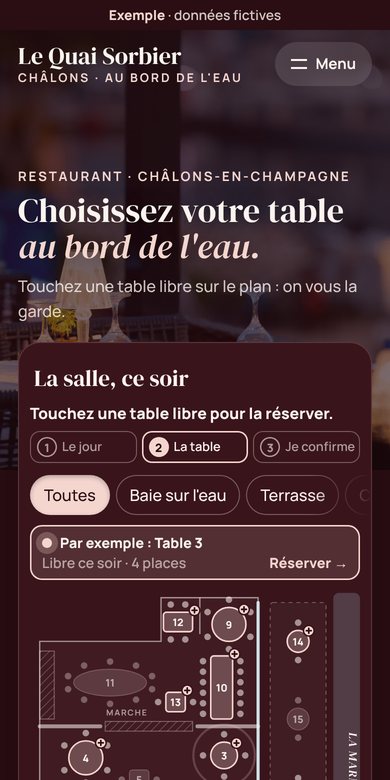 Exemple · données fictives
Le Quai Sorbier
CHÂLONS · AU BORD DE L'EAU
Menu
RESTAURANT · CHÂLONS-EN-CHAMPAGNE
Choisissez votre table
au bord de l'eau.
Touchez une table libre sur le plan : on vous la
garde.
La salle, ce soir
Touchez une table libre pour la réserver.
1 Le jour
2 La table
3 Je confirme
Toutes
Baie sur l'eau
Terrasse
Par exemple : Table 3
Libre ce soir · 4 places
Réserver →
12
9
14
11
10
13
MARCHE
15
4
3
5
LA MAR